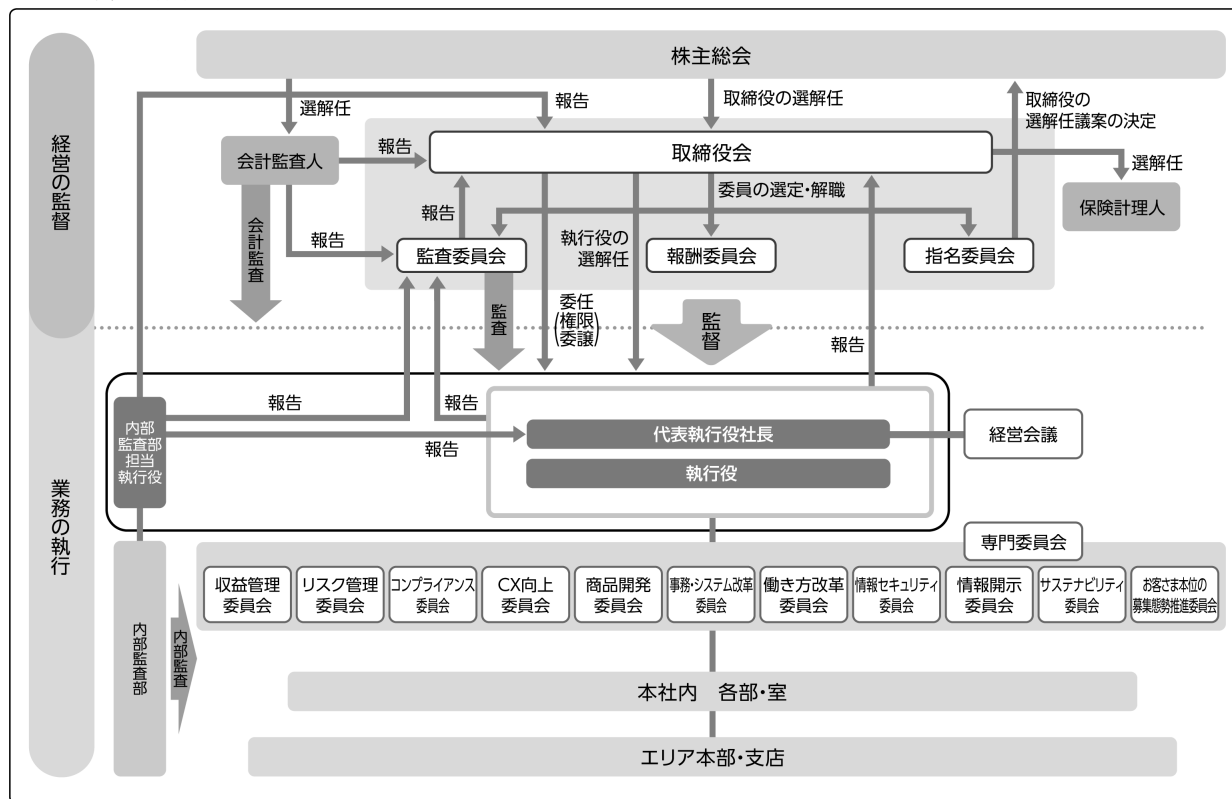 経営の監督
業務の執行
株主総会
選解任
報告
取締役の選解任
取締役の
選解任議案の決定
会計監査人
報告
取締役会
選解任
保険計理人
会計監査
報告
報告
委員の選定・解職
執行役の
選解任
監査委員会
報酬委員会
指名委員会
監査
委任
(権限
委譲)
監督
報告
内部
監査部
担当
執行役
報告
報告
報告
代表執行役社長
執行役
経営会議
専門委員会
収益管理
委員会
リスク管理
委員会
コンプライアンス
委員会
CX向上
委員会
商品開発
委員会
事務・システム改革
委員会
働き方改革
委員会
情報セキュリティ
委員会
情報開示
委員会
サステナビリティ
委員会
お客さま本位の
募集態勢推進委員会
内部監査部
内部監査
本社内 各部・室
エリア本部・支店